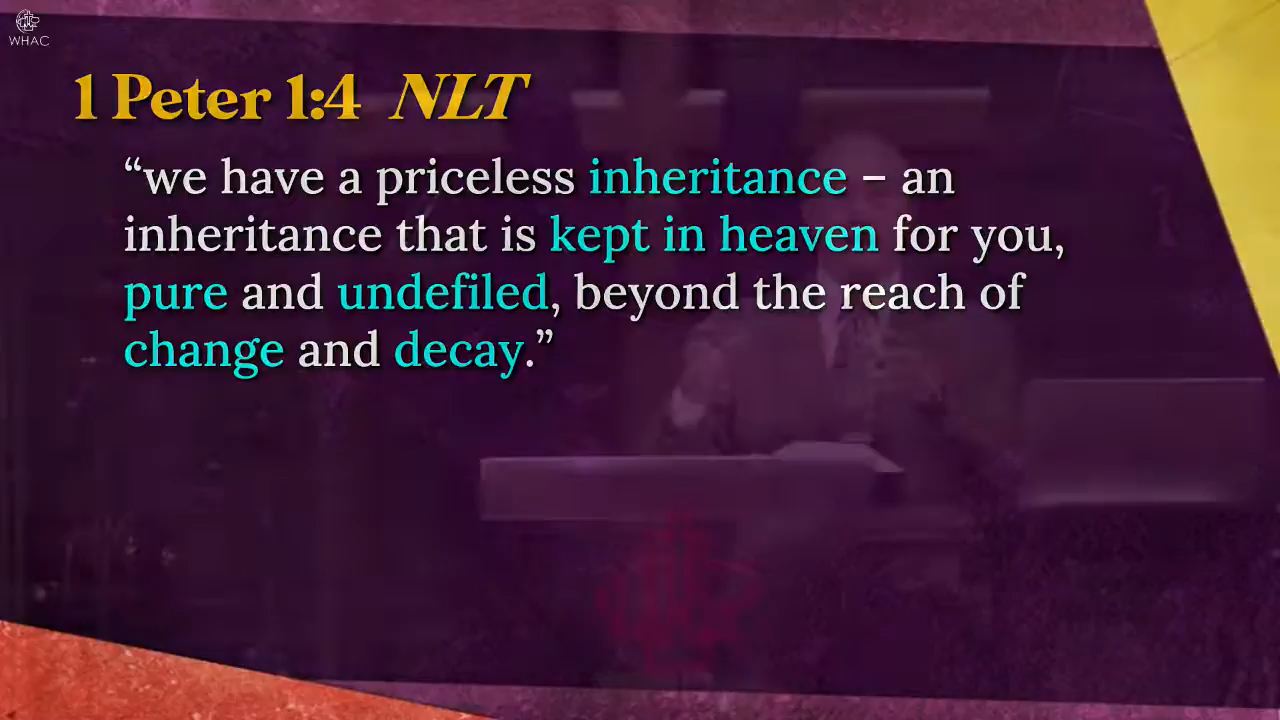 WHAC
1 Peter 1:4 NLT
“we have a priceless inheritance – an
inheritance that is kept in heaven for you,
pure and undefiled, beyond the reach of
change and decay.”